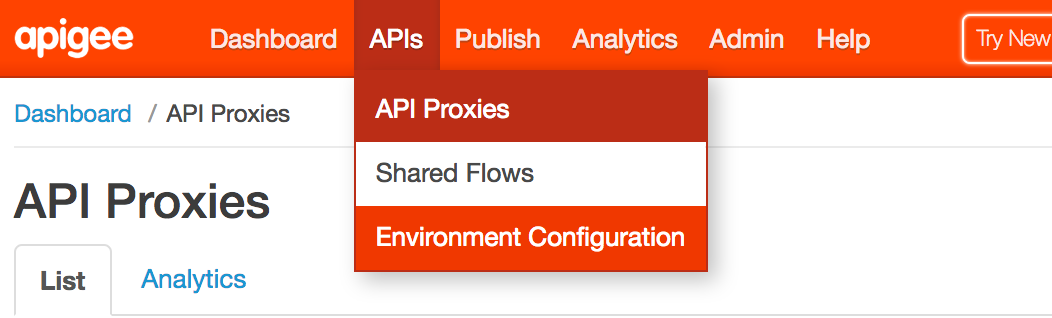 apigee Dashboard APIs Publish Analytics Admin Help Try New
Dashboard / API Proxies
API Proxies
Shared Flows
Environment Configuration
API Proxies
List Analytics